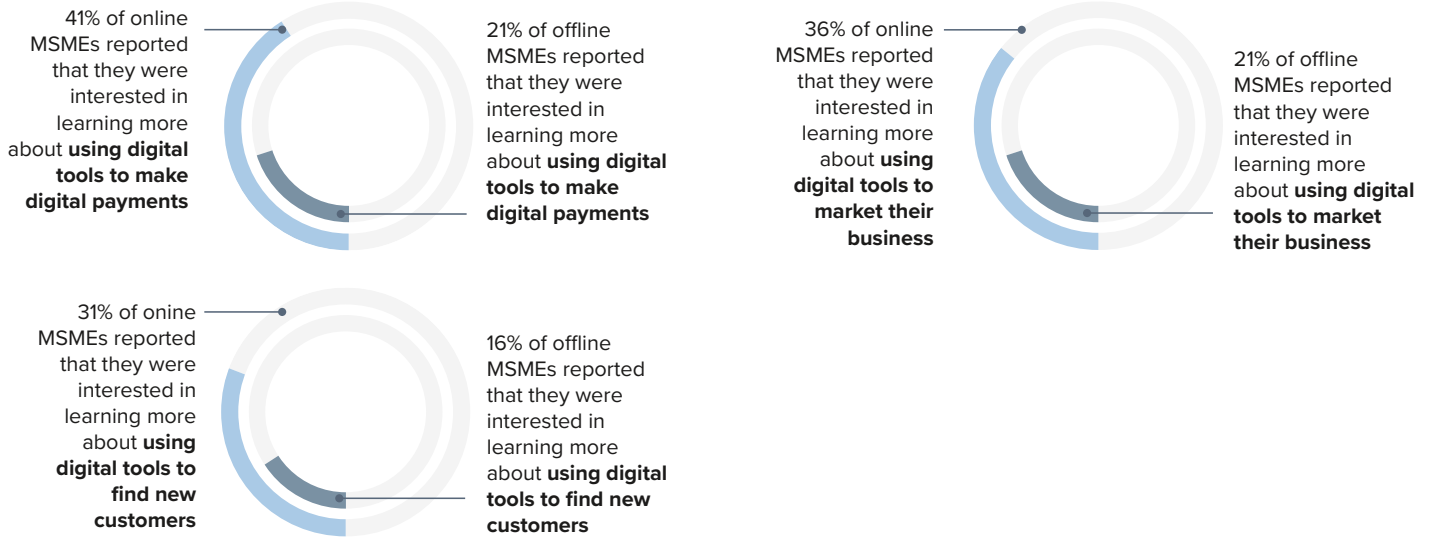 41% of online
MSMEs reported
that they were
interested in
learning more
about using digital
tools to make
digital payments
21% of offline
MSMEs reported
that they were
interested in
learning more
about using digital
tools to make
digital payments
36% of online
MSMEs reported
that they were
interested in
learning more
about using
digital tools to
market their
business
21% of offline
MSMEs reported
that they were
interested in
learning more
about using digital
tools to market
their business
31% of onine
MSMEs reported
that they were
interested in
learning more
about using
digital tools to
find new
customers
16% of offline
MSMEs reported
that they were
interested in
learning more
about using digital
tools to find new
customers